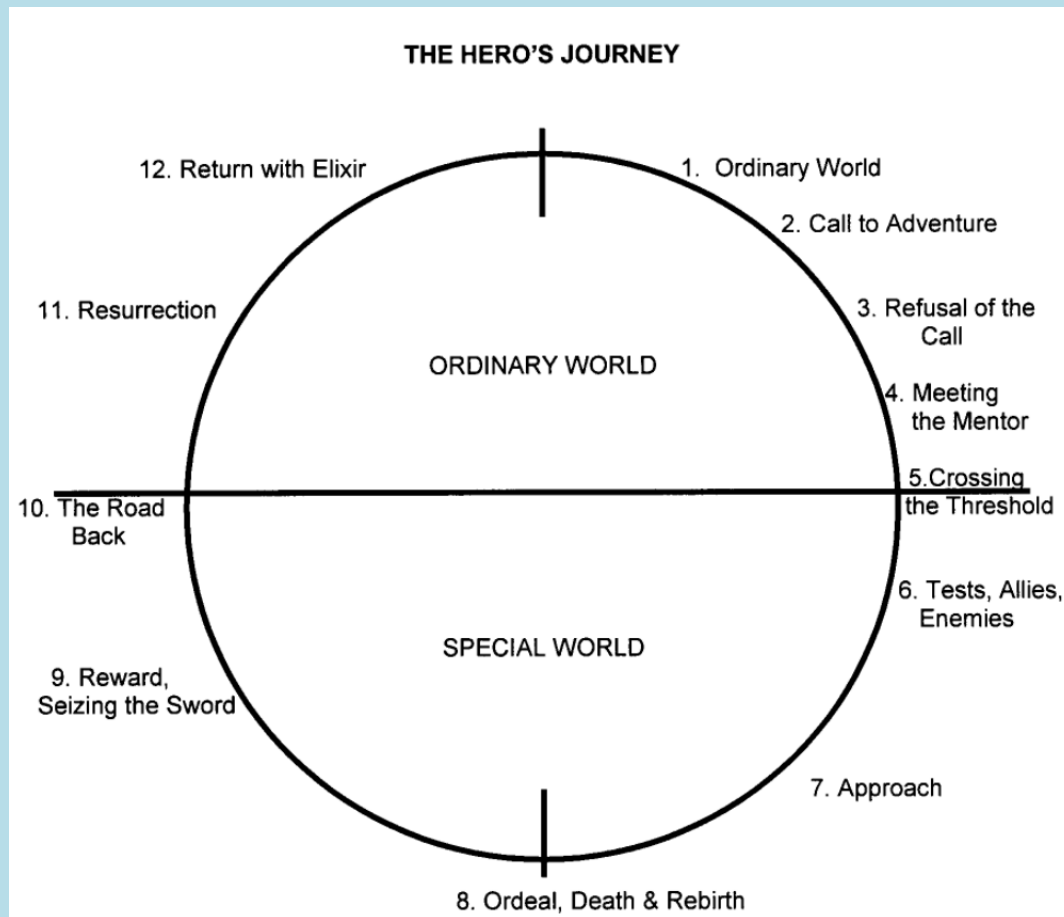 THE HERO'S JOURNEY
12. Return with Elixir
1. Ordinary World
2. Call to Adventure
11. Resurrection
3. Refusal of the
Call
ORDINARY WORLD
4. Meeting
the Mentor
5.Crossing
the Threshold
10. The Road
Back
6. Tests, Allies,
Enemies
SPECIAL WORLD
9. Reward,
Seizing the Sword
7. Approach
8. Ordeal, Death & Rebirth